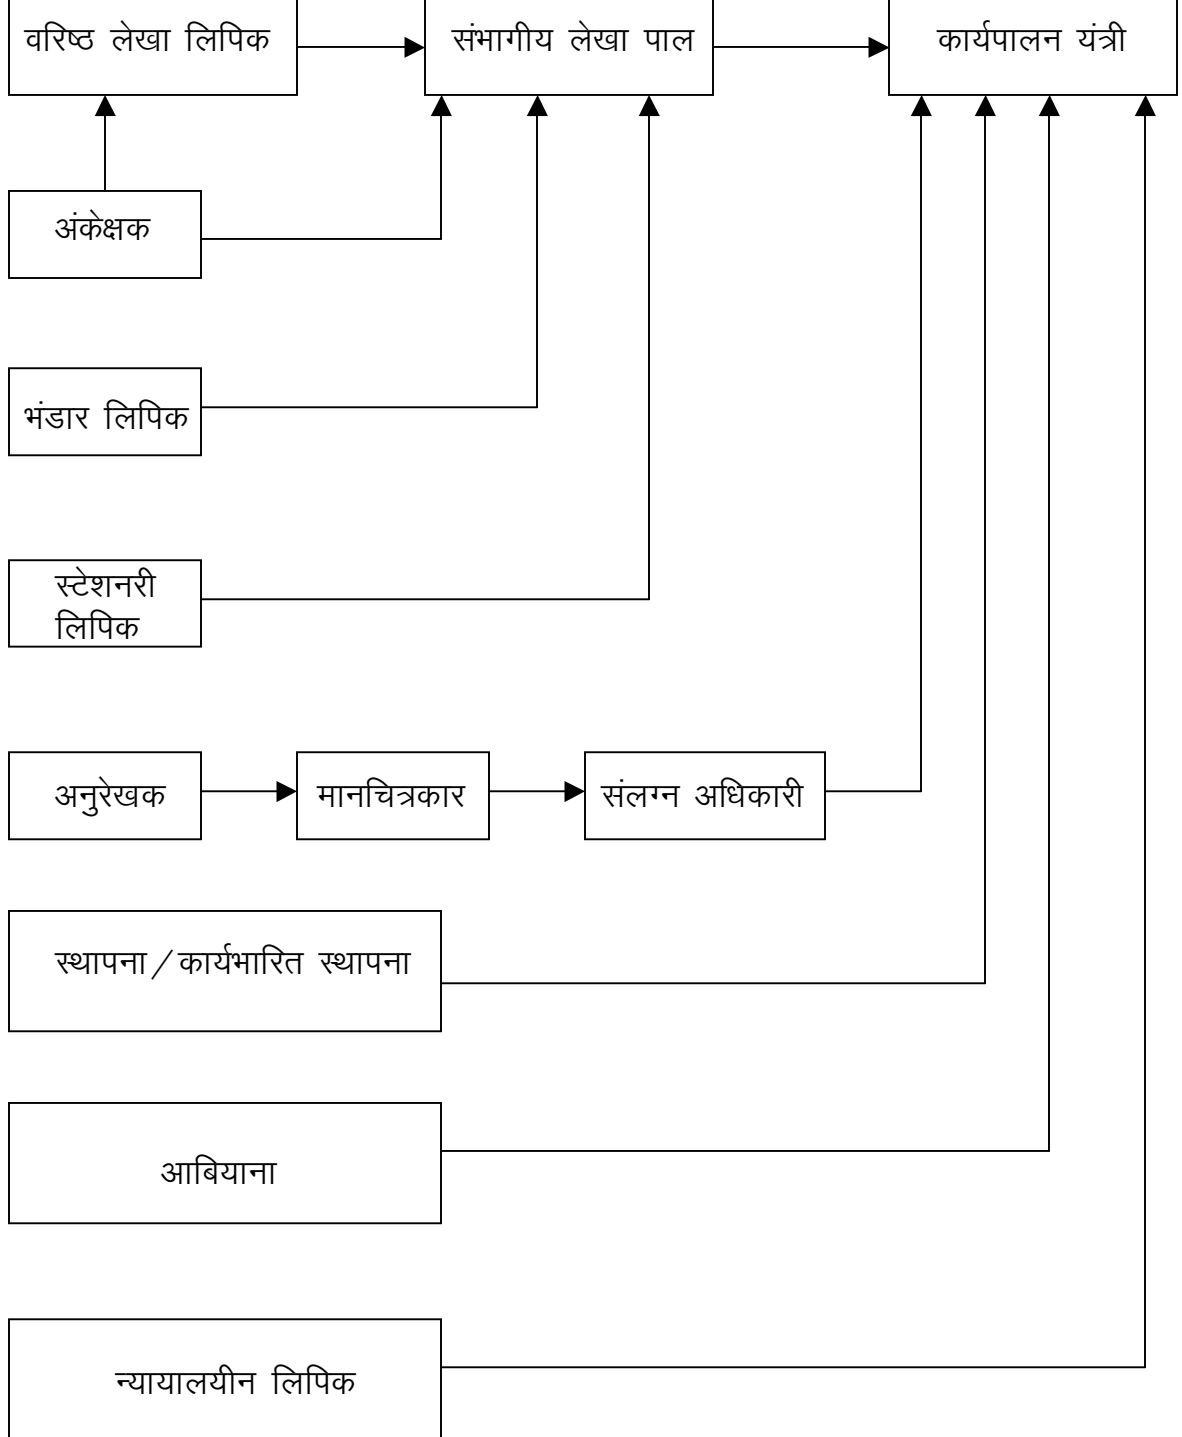 वरिष्ठ लेखा लिपिक
संभागीय लेखा पाल
कार्यपालन यंत्री
अंकेक्षक
भंडार लिपिक
स्टेशनरी
लिपिक
अनुरेखक
मानचित्रकार
संलग्न अधिकारी
स्थापना/कार्यभारित स्थापना
आबियाना
न्यायालयीन लिपिक